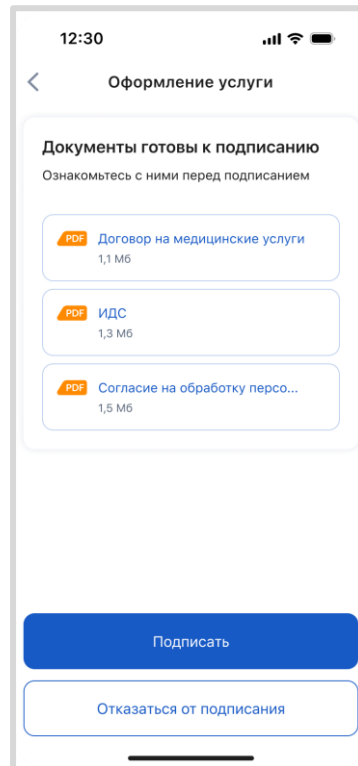 12:30
Оформление услуги
Документы готовы к подписанию
Ознакомьтесь с ними перед подписанием
PDF Договор на медицинские услуги
1,1 Мб
PDF ИДС
1,3 Мб
PDF Согласие на обработку персо...
1,5 Мб
Подписать
Отказаться от подписания